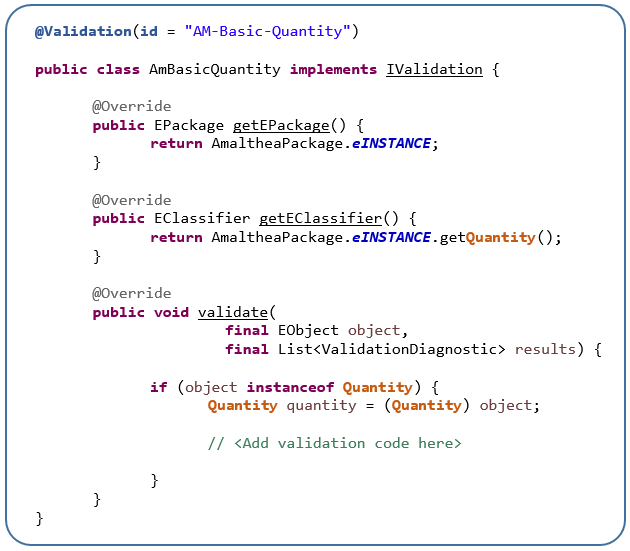 @Validation(id = "AM-Basic-Quantity")
public class AmBasicQuantity implements IValidation {
@Override
public EPackage getEPackage() {
return AmaltheaPackage.eINSTANCE;
}
@Override
public EClassifier getEClassifier() {
return AmaltheaPackage.eINSTANCE.getQuantity();
}
@Override
public void validate(
final EObject object,
final List<ValidationDiagnostic> results) {
if (object instanceof Quantity) {
Quantity quantity = (Quantity) object;
// <Add validation code here>
}
}
}